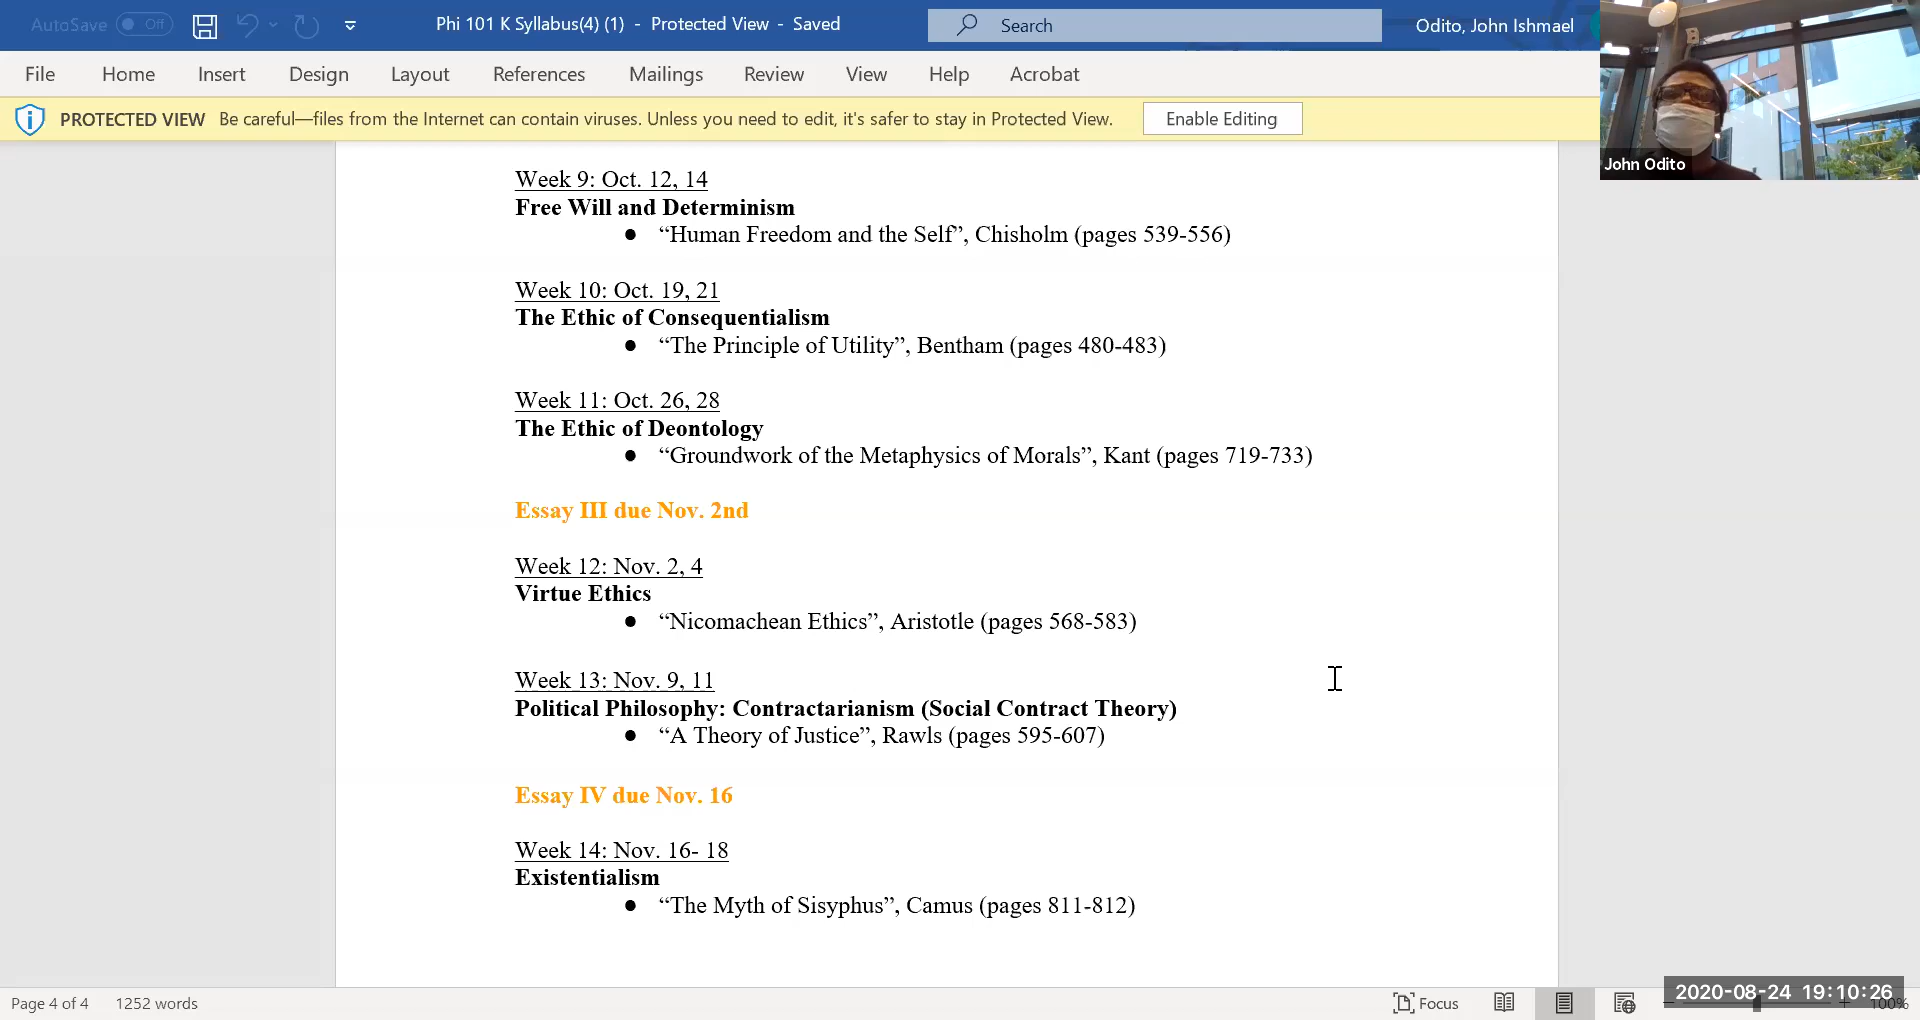 AutoSave Off
Phi 101 K Syllabus(4) (1) - Protected View - Saved
Search
Odito, John Ishmael
File Home Insert Design Layout References Mailings Review View Help Acrobat
PROTECTED VIEW Be careful—files from the Internet can contain viruses. Unless you need to edit, it's safer to stay in Protected View. Enable Editing
John Odito
Week 9: Oct. 12, 14
Free Will and Determinism
● “Human Freedom and the Self”, Chisholm (pages 539-556)
Week 10: Oct. 19, 21
The Ethic of Consequentialism
● “The Principle of Utility”, Bentham (pages 480-483)
Week 11: Oct. 26, 28
The Ethic of Deontology
● “Groundwork of the Metaphysics of Morals”, Kant (pages 719-733)
Essay III due Nov. 2nd
Week 12: Nov. 2, 4
Virtue Ethics
● “Nicomachean Ethics”, Aristotle (pages 568-583)
Week 13: Nov. 9, 11
Political Philosophy: Contractarianism (Social Contract Theory)
● “A Theory of Justice”, Rawls (pages 595-607)
Essay IV due Nov. 16
Week 14: Nov. 16- 18
Existentialism
● “The Myth of Sisyphus”, Camus (pages 811-812)
Page 4 of 4 1252 words
Focus
2020-08-24 19:10:26
100%